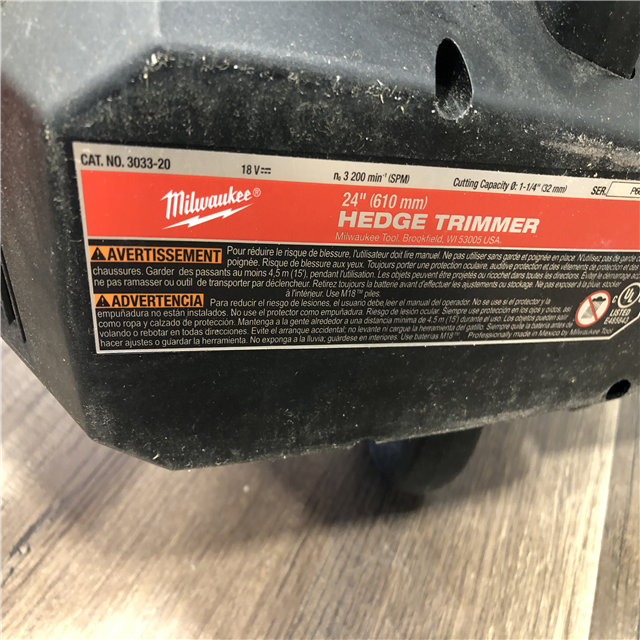 CAT. NO. 3033-20
18 V
n₀ 3 200 min⁻¹ (SPM)
Cutting Capacity Ø: 1-1/4" (32 mm)
SER.
Milwaukee®
24" (610 mm)
HEDGE TRIMMER
Milwaukee Tool, Brookfield, WI 53005 USA
AVERTISSEMENT Pour réduire le risque de blessure, l'utilisateur doit lire manuel. Ne pas utiliser sans garde et poignée en place. N'utilisez pas de
poignée. Risque de blessure aux yeux. Toujours porter une protection oculaire
chaussures. Garder des passants au moins 4,5 m (15'), pendant l'utilisation. Les objets peuvent être projetés ou ricochés dans toutes les directions. Éviter
ne pas ramasser ou outil de transporter par déclencheur. Retirez toujours la batterie avant d'effectuer les ajustements ou stockage. Ne pas exposer
à l'intérieur. Use M18™ piles.
ADVERTENCIA Para reducir el riesgo de lesiones, el usuario debe leer el manual del operador. No use si el protector y la
empuñadura no están instalados. No use si el protector como empuñadura. Riesgo de lesión ocular. Siempre use protección en los ojos y oídos, así
como ropa y calzado de protección. Mantenga a la gente alrededor a una distancia mínima de 4.5 m (15') durante el uso. Los objetos pueden salir
volando o rebotar en todas direcciones. Evite el arranque accidental: no levante ni cargue la herramienta del gatillo. Siempre quite la batería antes de
hacer ajustes o guardar la herramienta. No exponga a la lluvia; guárdese en interiores. Use baterías M18™
Professionally made in
Milwaukee Tool
UL
LISTED